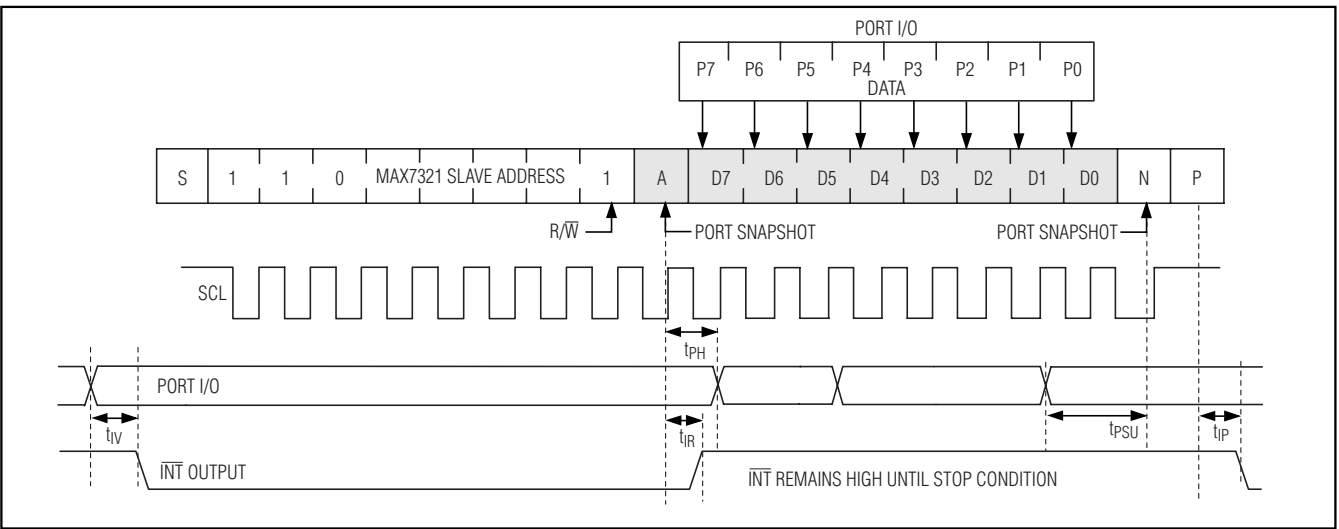 PORT I/O
P7 P6 P5 P4 P3 P2 P1 P0
DATA
S 1 1 0 MAX7321 SLAVE ADDRESS 1 A D7 D6 D5 D4 D3 D2 D1 D0 N P
R/W̅ PORT SNAPSHOT PORT SNAPSHOT
SCL
tPH
PORT I/O
tIV tIR tPSU tIP
I̅N̅T̅ OUTPUT I̅N̅T̅ REMAINS HIGH UNTIL STOP CONDITION